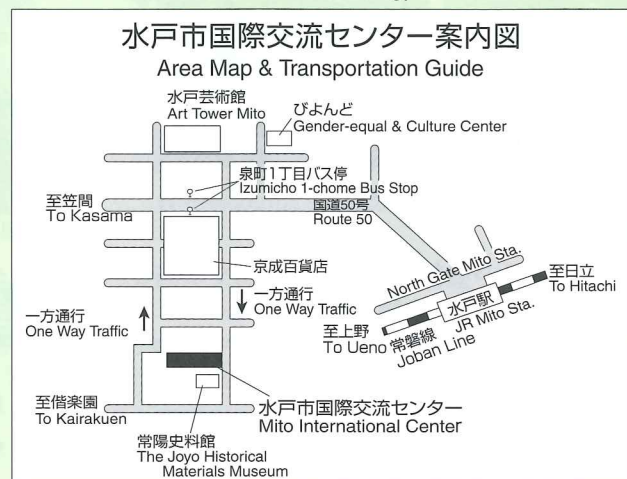 水戸市国際交流センター案内図
Area Map & Transportation Guide
水戸芸術館
Art Tower Mito
びよんど
Gender-equal & Culture Center
泉町1丁目バス停
Izumicho 1-chome Bus Stop
至笠間
To Kasama
国道50号
Route 50
京成百貨店
North Gate Mito Sta.
至日立
To Hitachi
水戸駅
JR Mito Sta.
一方通行
One Way Traffic
一方通行
One Way Traffic
至上野
To Ueno
常磐線
Joban Line
至偕楽園
To Kairakuen
水戸市国際交流センター
Mito International Center
常陽史料館
The Joyo Historical
Materials Museum